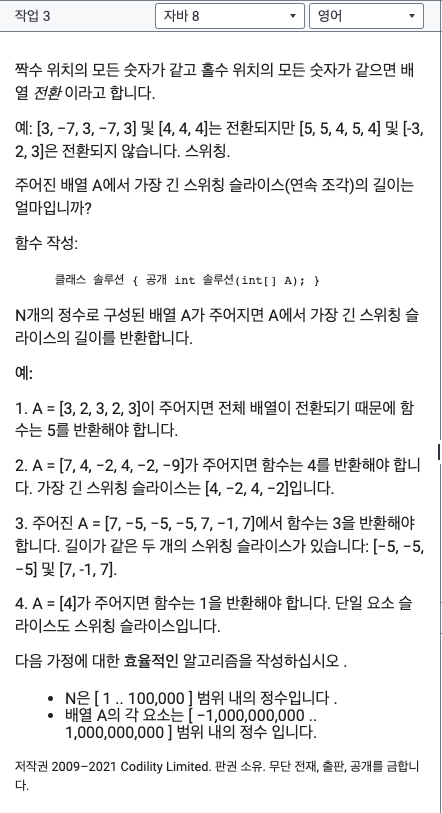 작업 3
자바 8
영어
짝수 위치의 모든 숫자가 같고 홀수 위치의 모든 숫자가 같으면 배
열 전환 이라고 합니다.
예: [3, −7, 3, −7, 3] 및 [4, 4, 4]는 전환되지만 [5, 5, 4, 5, 4] 및 [-3,
2, 3]은 전환되지 않습니다. 스위칭.
주어진 배열 A에서 가장 긴 스위칭 슬라이스(연속 조각)의 길이는
얼마입니까?
함수 작성:
클래스 솔루션 { 공개 int 솔루션(int[] A); }
N개의 정수로 구성된 배열 A가 주어지면 A에서 가장 긴 스위칭 슬
라이스의 길이를 반환합니다.
예:
1. A = [3, 2, 3, 2, 3]이 주어지면 전체 배열이 전환되기 때문에 함
수는 5를 반환해야 합니다.
2. A = [7, 4, −2, 4, −2, −9]가 주어지면 함수는 4를 반환해야 합니
다. 가장 긴 스위칭 슬라이스는 [4, −2, 4, −2]입니다.
3. 주어진 A = [7, −5, −5, −5, 7, −1, 7]에서 함수는 3을 반환해야
합니다. 길이가 같은 두 개의 스위칭 슬라이스가 있습니다: [−5, −5,
−5] 및 [7, -1, 7].
4. A = [4]가 주어지면 함수는 1을 반환해야 합니다. 단일 요소 슬
라이스도 스위칭 슬라이스입니다.
다음 가정에 대한 효율적인 알고리즘을 작성하십시오 .
• N은 [ 1 .. 100,000 ] 범위 내의 정수입니다 .
• 배열 A의 각 요소는 [ −1,000,000,000 ..
1,000,000,000 ] 범위 내의 정수 입니다.
저작권 2009–2021 Codility Limited. 판권 소유. 무단 전재, 출판, 공개를 금합니
다.